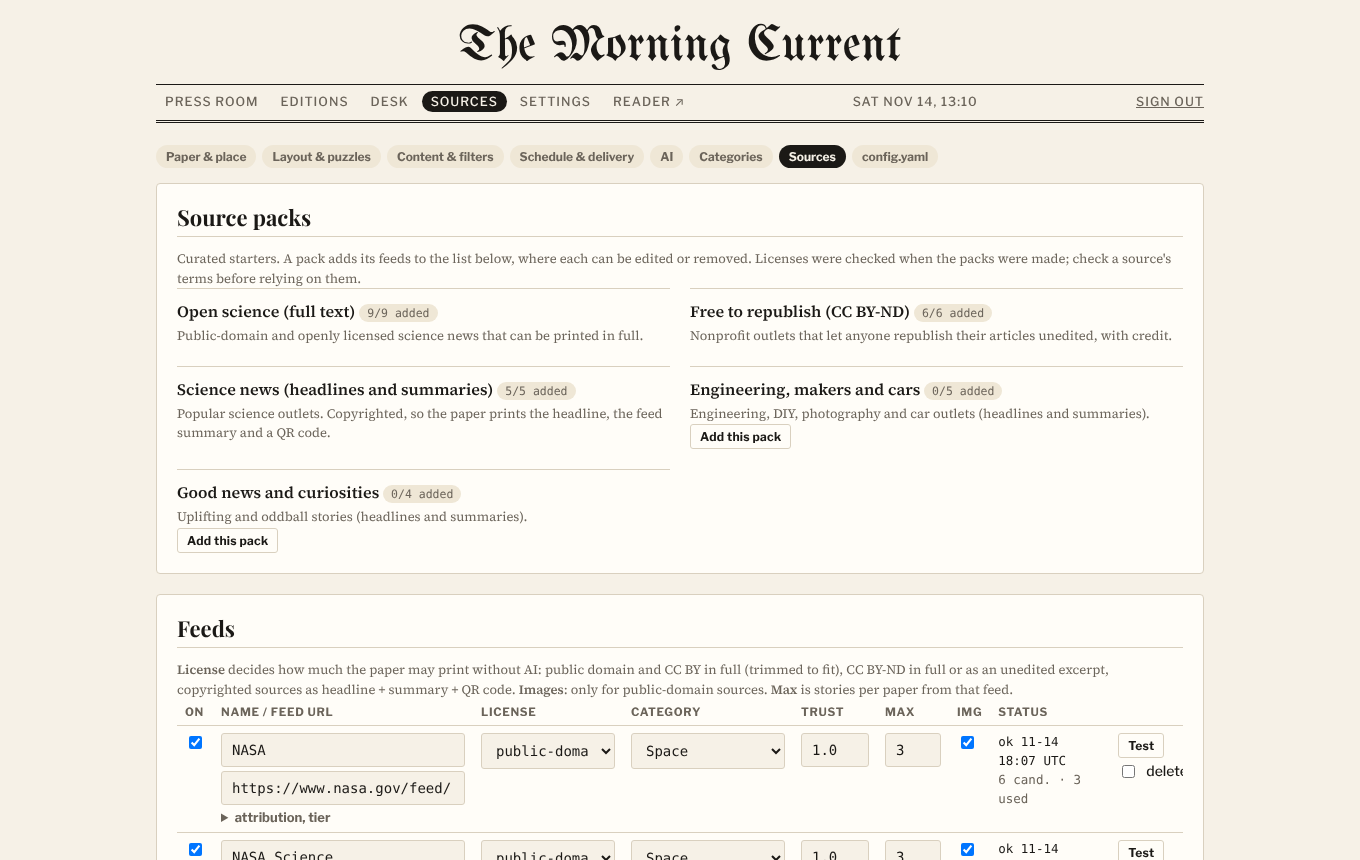 The Morning Current
PRESS ROOM EDITIONS DESK SOURCES SETTINGS READER ↗ SAT NOV 14, 13:10 SIGN OUT
Paper & place Layout & puzzles Content & filters Schedule & delivery AI Categories Sources config.yaml
Source packs
Curated starters. A pack adds its feeds to the list below, where each can be edited or removed. Licenses were checked when the packs were made; check a source's
terms before relying on them.
Open science (full text) 9/9 added
Public-domain and openly licensed science news that can be printed in full.
Free to republish (CC BY-ND) 6/6 added
Nonprofit outlets that let anyone republish their articles unedited, with credit.
Science news (headlines and summaries) 5/5 added
Popular science outlets. Copyrighted, so the paper prints the headline, the feed
summary and a QR code.
Engineering, makers and cars 0/5 added
Engineering, DIY, photography and car outlets (headlines and summaries).
Add this pack
Good news and curiosities 0/4 added
Uplifting and oddball stories (headlines and summaries).
Add this pack
Feeds
License decides how much the paper may print without AI: public domain and CC BY in full (trimmed to fit), CC BY-ND in full or as an unedited excerpt,
copyrighted sources as headline + summary + QR code. Images: only for public-domain sources. Max is stories per paper from that feed.
ON NAME / FEED URL LICENSE CATEGORY TRUST MAX IMG STATUS
NASA public-doma Space 1.0 3 ok 11-14 Test
18:07 UTC
https://www.nasa.gov/feed/ 6 cand. · 3 delete
used
attribution, tier
NASA Science public-doma Space 1.0 3 ok 11-14 Test